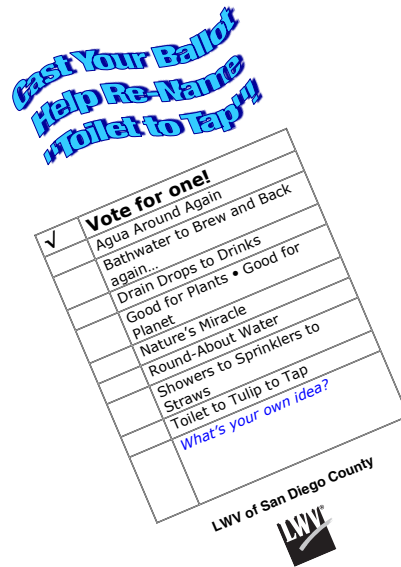 Cast Your Ballot
Help Re-Name
"Toilet to Tap"!
√ Vote for one!
Agua Around Again
Bathwater to Brew and Back
again…
Drain Drops to Drinks
Good for Plants • Good for
Planet
Nature's Miracle
Round-About Water
Showers to Sprinklers to
Straws
Toilet to Tulip to Tap
What's your own idea?
LWV of San Diego County
LWV